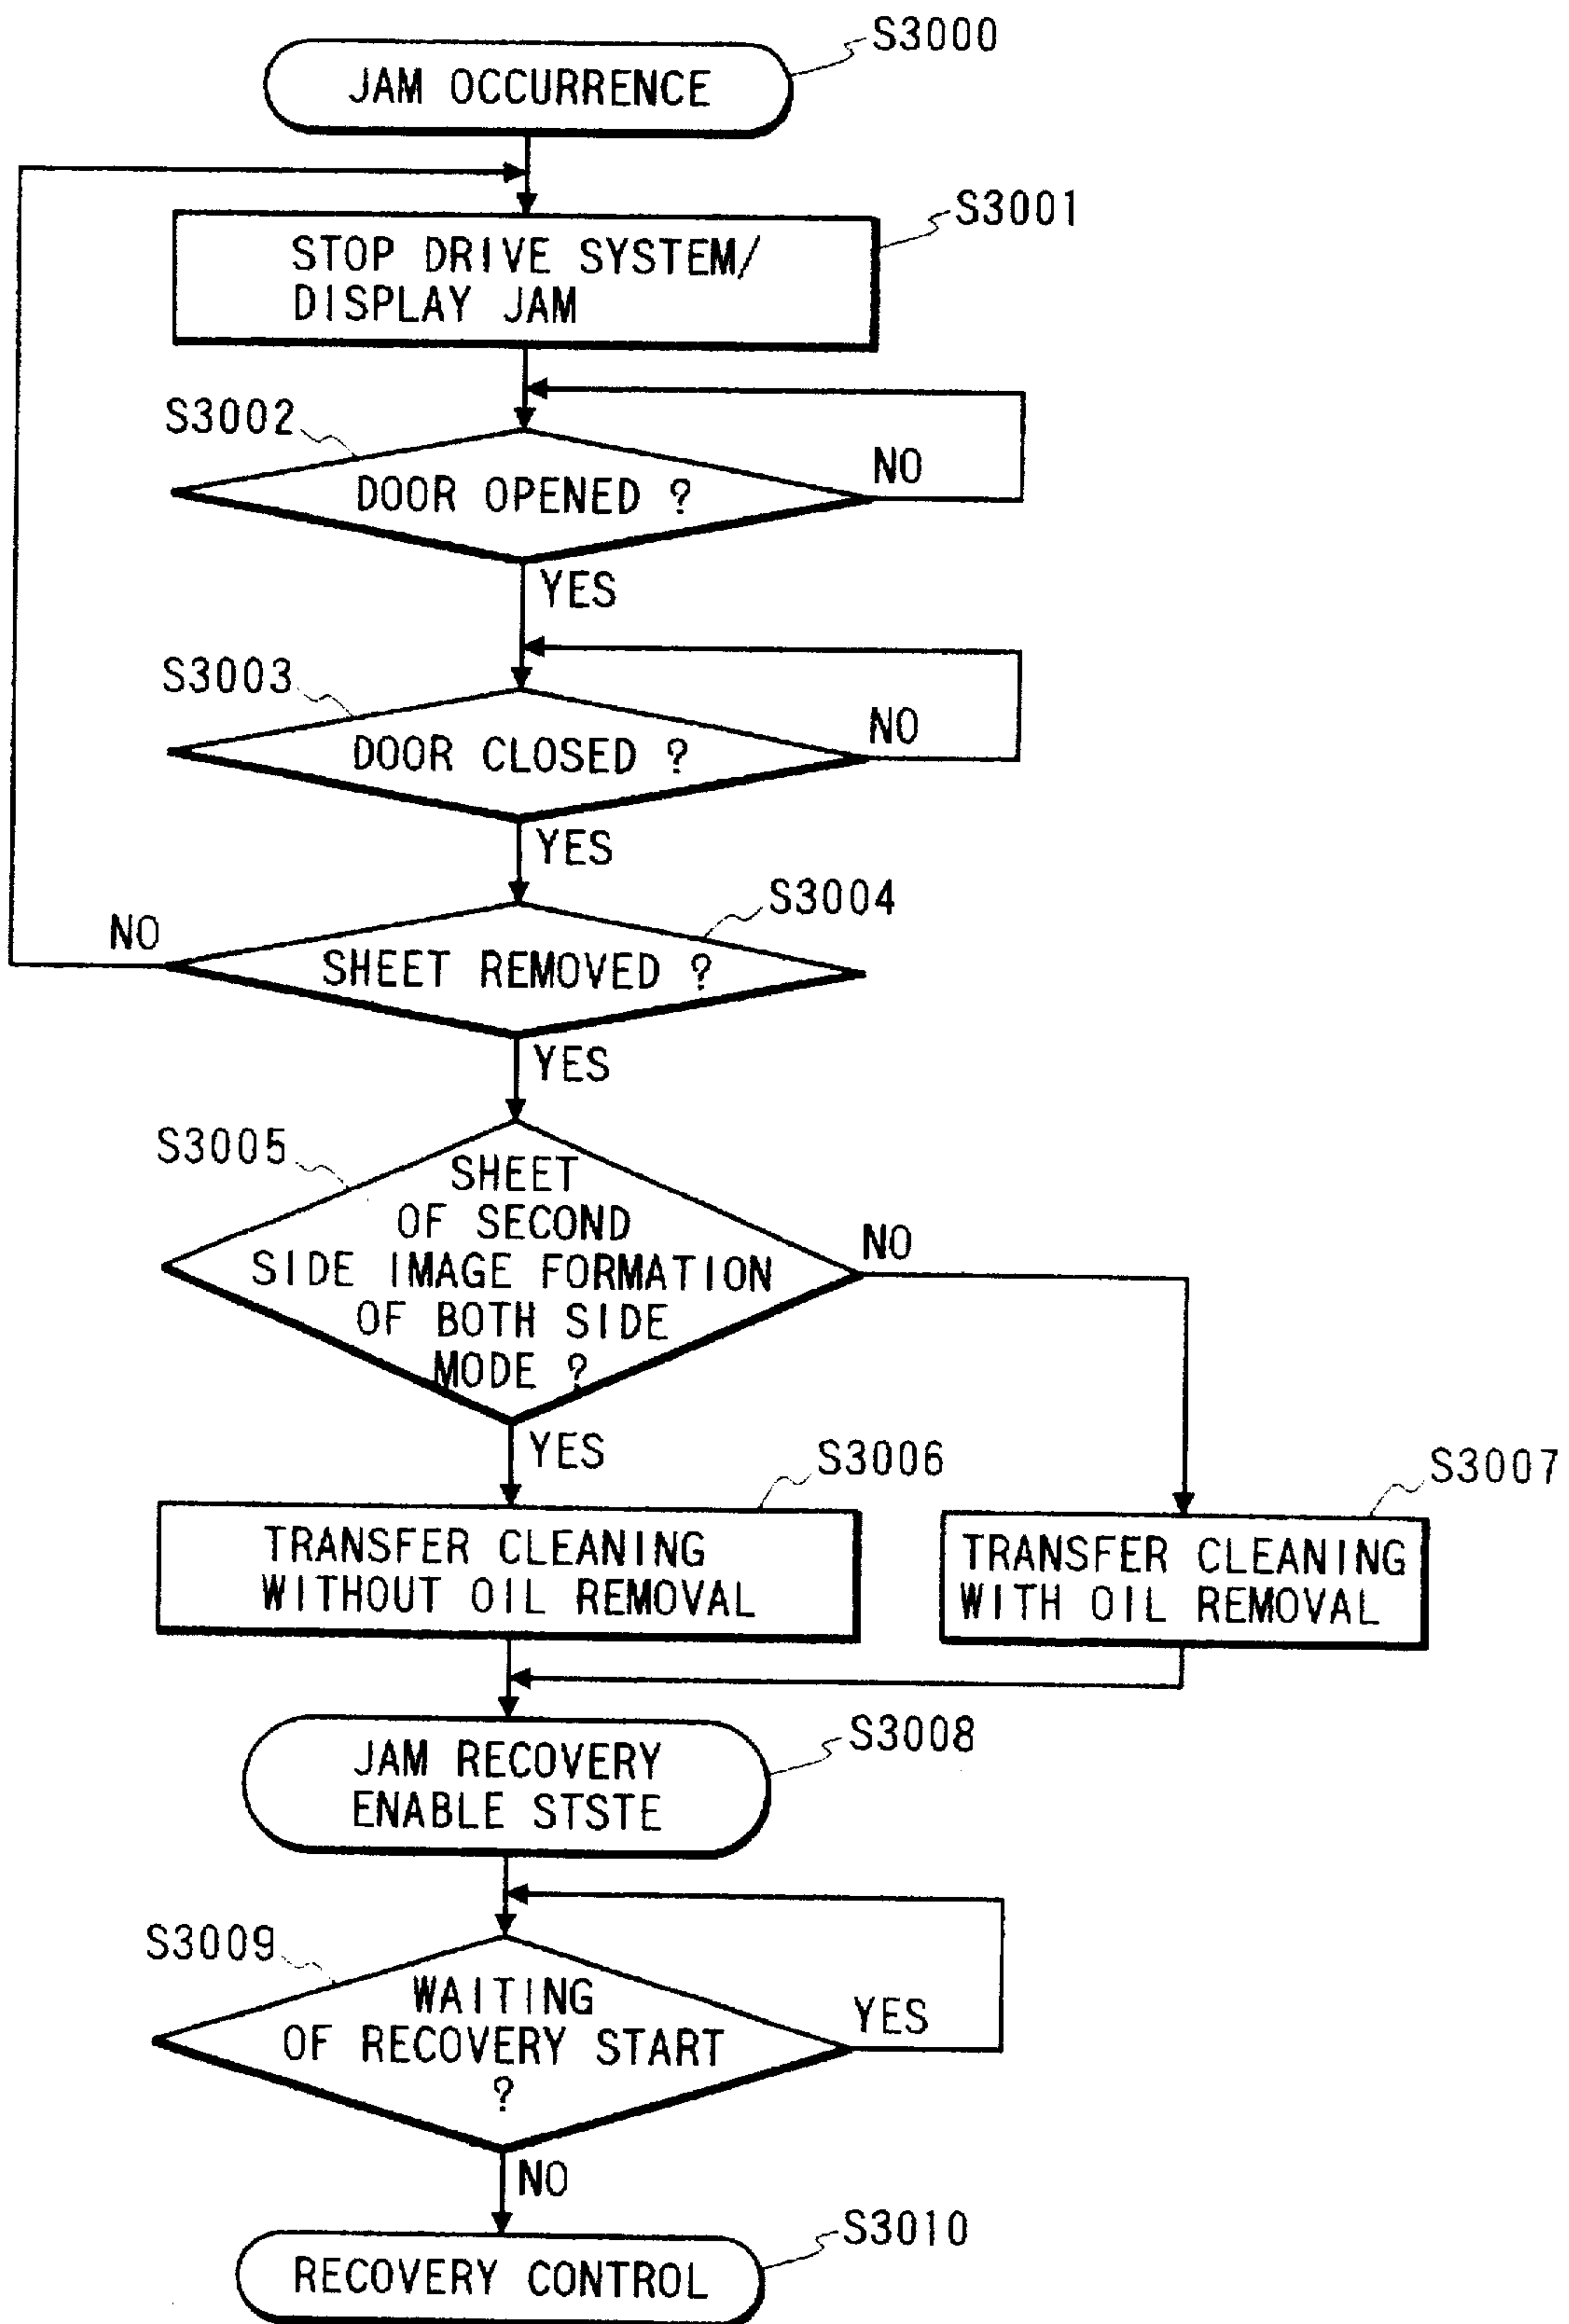 S3000
JAM OCCURRENCE
S3001
STOP DRIVE SYSTEM/
DISPLAY JAM
S3002
DOOR OPENED ?
NO
YES
S3003
DOOR CLOSED ?
NO
YES
S3004
NO
SHEET REMOVED ?
YES
S3005
SHEET
OF SECOND
SIDE IMAGE FORMATION
OF BOTH SIDE
MODE ?
NO
YES
S3006
TRANSFER CLEANING
WITHOUT OIL REMOVAL
S3007
TRANSFER CLEANING
WITH OIL REMOVAL
S3008
JAM RECOVERY
ENABLE STSTE
S3009
WAITING
OF RECOVERY START
?
YES
NO
S3010
RECOVERY CONTROL